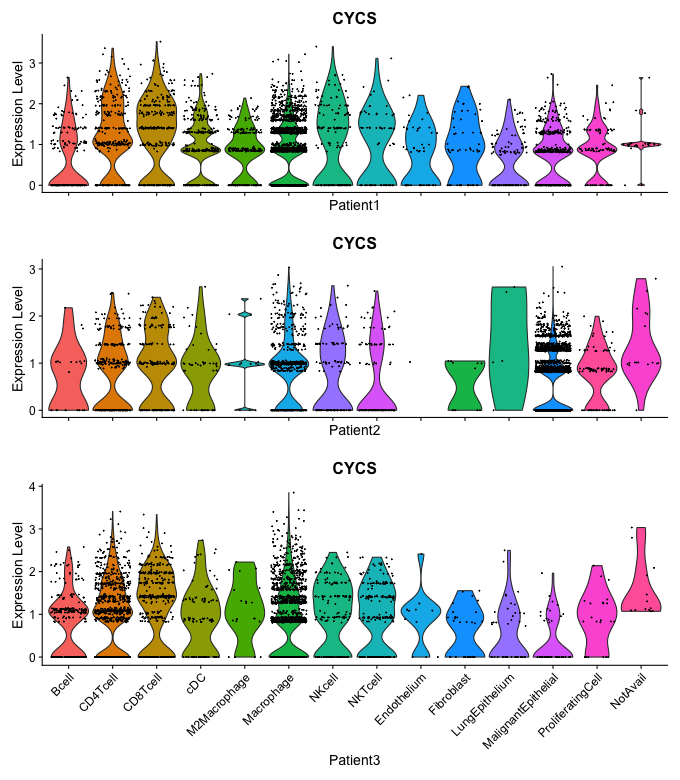 CYCS
Expression Level
3
2
1
0
Patient1
CYCS
Expression Level
3
2
1
0
Patient2
CYCS
Expression Level
4
3
2
1
0
Bcell
CD4Tcell
CD8Tcell
cDC
M2Macrophage
Macrophage
NKcell
NKTcell
Endothelium
Fibroblast
LungEpithelium
MalignantEpithelial
ProliferatingCell
NotAvail
Patient3